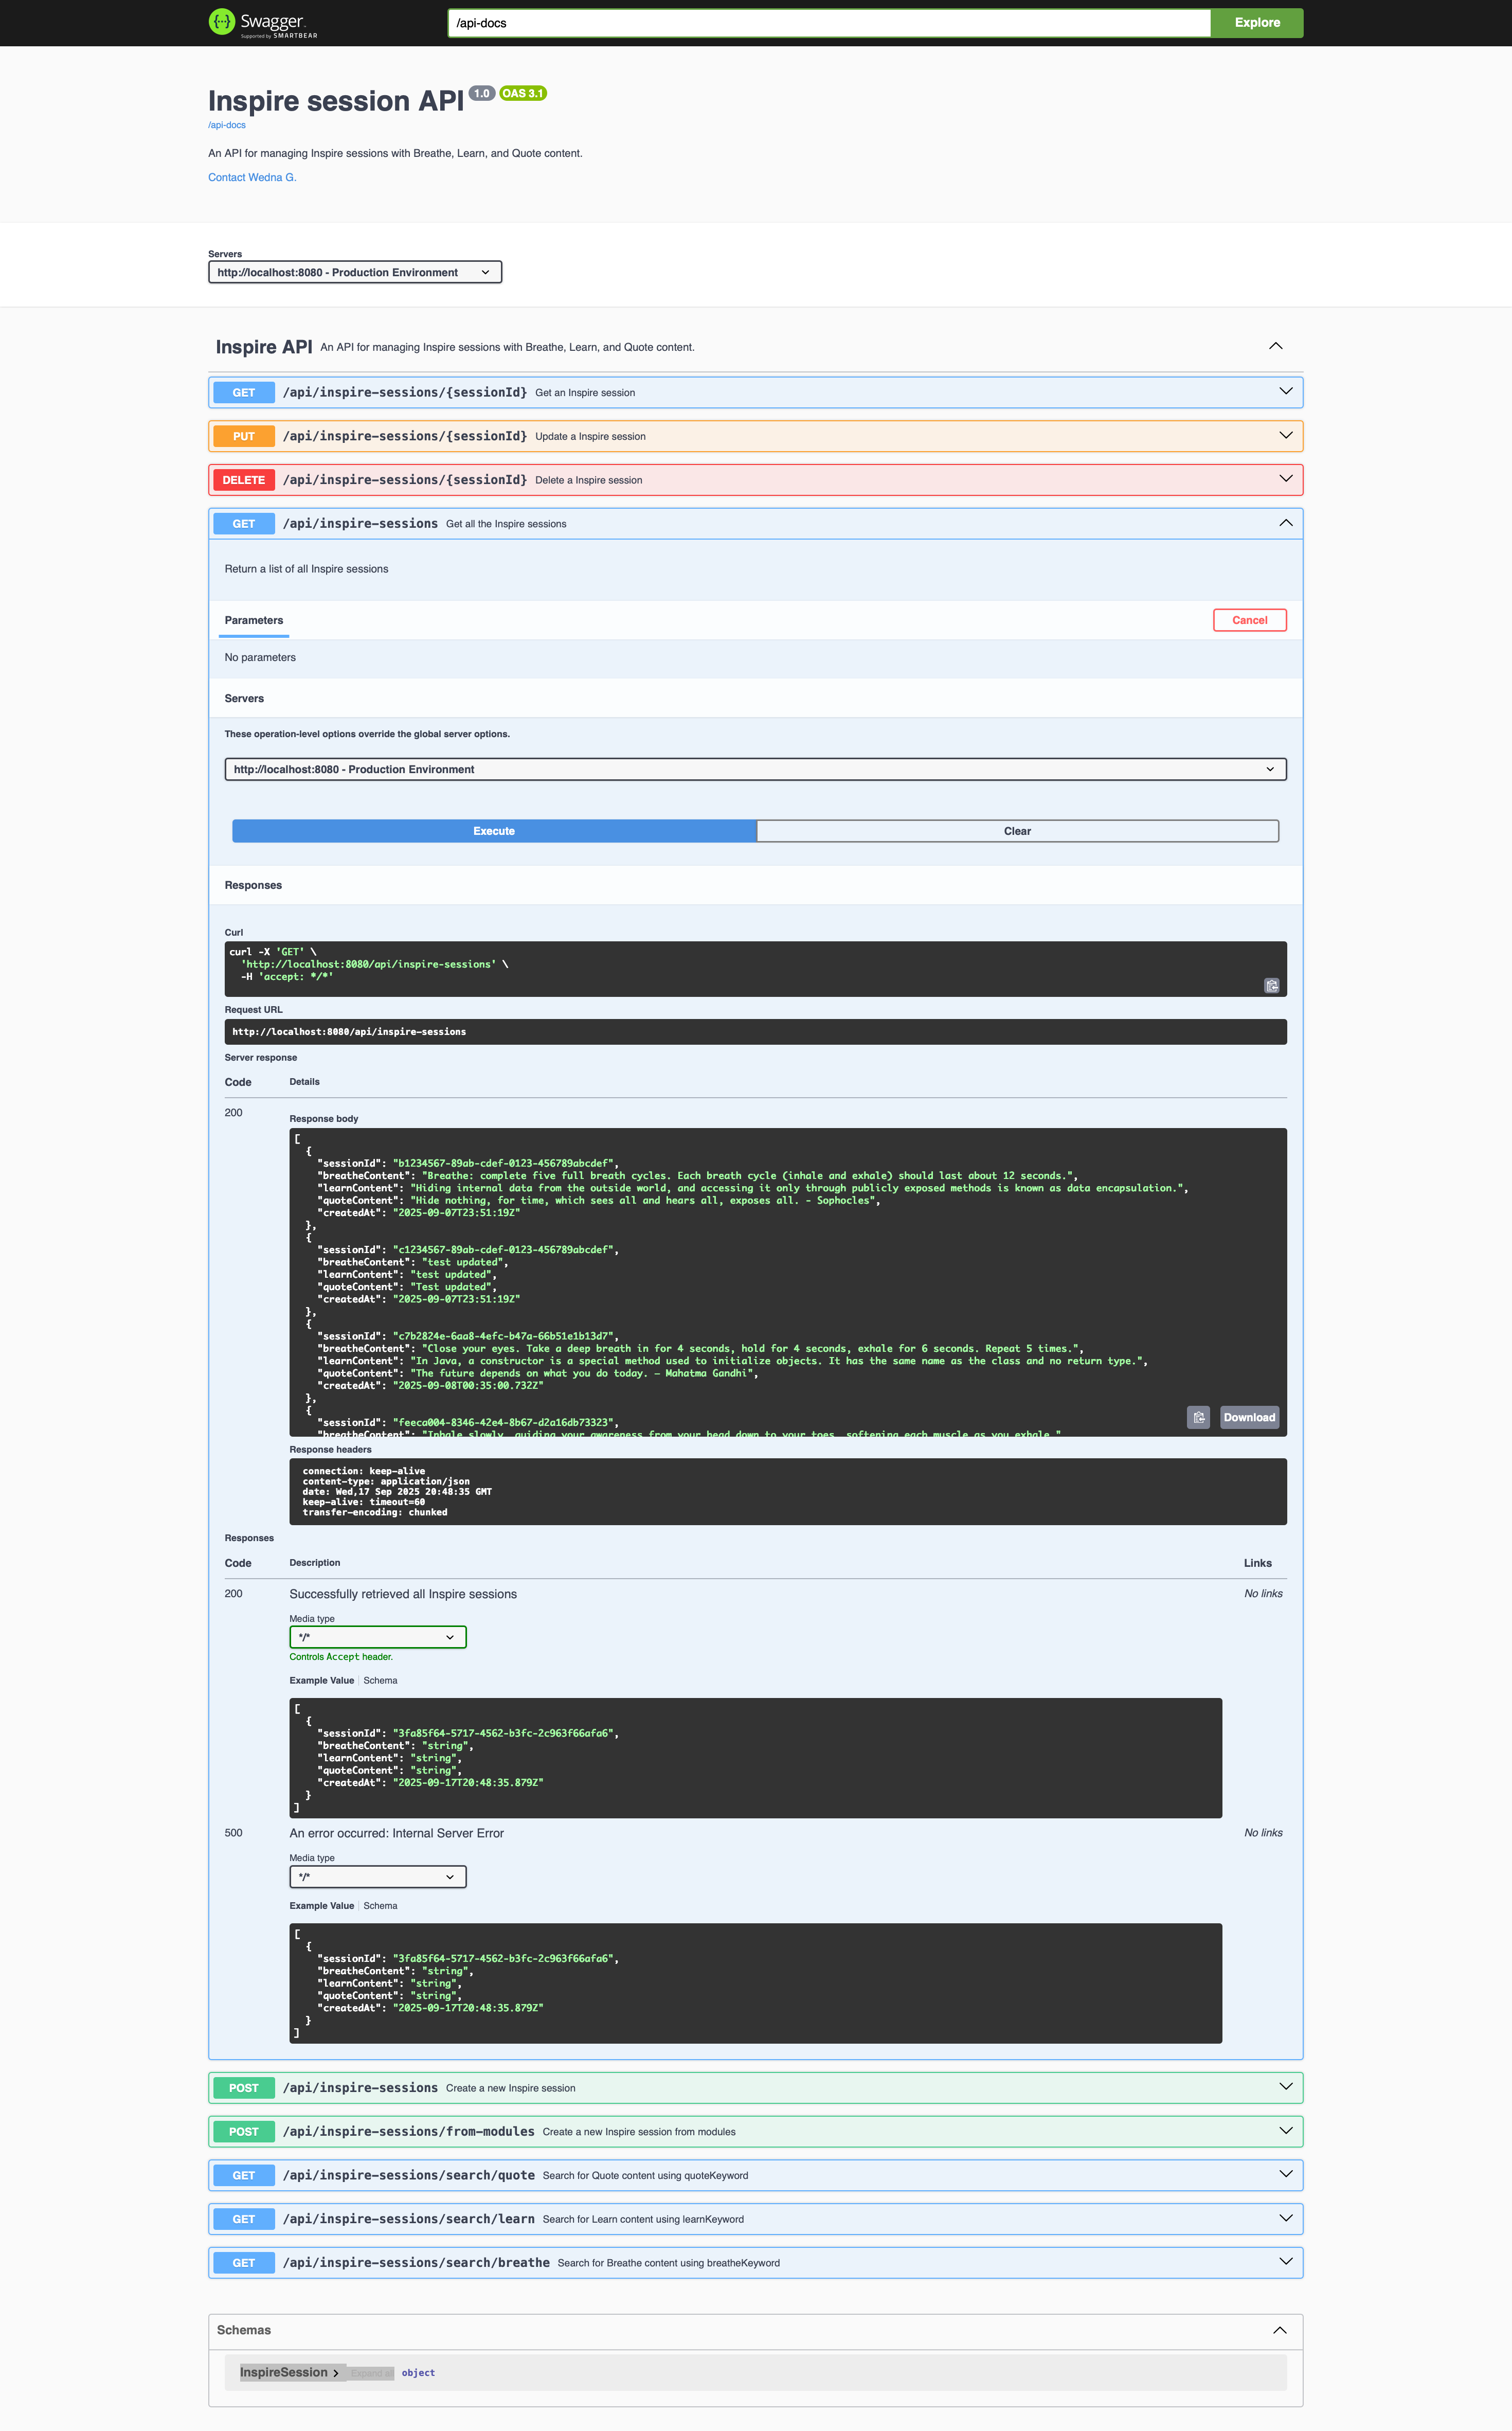 Swagger.
Supported by SMARTBEAR
/api-docs
Explore
Inspire session API 1.0 OAS 3.1
/api-docs
An API for managing Inspire sessions with Breathe, Learn, and Quote content.
Contact Wedna G.
Servers
http://localhost:8080 - Production Environment
Inspire API An API for managing Inspire sessions with Breathe, Learn, and Quote content.
GET /api/inspire-sessions/{sessionId} Get an Inspire session
PUT /api/inspire-sessions/{sessionId} Update a Inspire session
DELETE /api/inspire-sessions/{sessionId} Delete a Inspire session
GET /api/inspire-sessions Get all the Inspire sessions
Return a list of all Inspire sessions
Parameters
Cancel
No parameters
Servers
These operation-level options override the global server options.
http://localhost:8080 - Production Environment
Execute
Clear
Responses
Curl
curl -X 'GET' \
'http://localhost:8080/api/inspire-sessions' \
-H 'accept: */*'
Request URL
http://localhost:8080/api/inspire-sessions
Server response
Code Details
200
Response body
[
{
"sessionId": "b1234567-89ab-cdef-0123-456789abcdef",
"breatheContent": "Breathe: complete five full breath cycles. Each breath cycle (inhale and exhale) should last about 12 seconds.",
"learnContent": "Hiding internal data from the outside world, and accessing it only through publicly exposed methods is known as data encapsulation.",
"quoteContent": "Hide nothing, for time, which sees all and hears all, exposes all. - Sophocles",
"createdAt": "2025-09-07T23:51:19Z"
},
{
"sessionId": "c1234567-89ab-cdef-0123-456789abcdef",
"breatheContent": "test updated",
"learnContent": "test updated",
"quoteContent": "Test updated",
"createdAt": "2025-09-07T23:51:19Z"
},
{
"sessionId": "c7b2824e-6aa8-4efc-b47a-66b51e1b13d7",
"breatheContent": "Close your eyes. Take a deep breath in for 4 seconds, hold for 4 seconds, exhale for 6 seconds. Repeat 5 times.",
"learnContent": "In Java, a constructor is a special method used to initialize objects. It has the same name as the class and no return type.",
"quoteContent": "The future depends on what you do today. – Mahatma Gandhi",
"createdAt": "2025-09-08T00:35:00.732Z"
},
{
"sessionId": "feeca004-8346-42e4-8b67-d2a16db73323",
"breatheContent": "Inhale slowly, guiding your awareness from your head down to your toes, softening each muscle as you exhale."
Download
Response headers
connection: keep-alive
content-type: application/json
date: Wed,17 Sep 2025 20:48:35 GMT
keep-alive: timeout=60
transfer-encoding: chunked
Responses
Code Description Links
200 Successfully retrieved all Inspire sessions No links
Media type
*/*
Controls Accept header.
Example Value Schema
[
{
"sessionId": "3fa85f64-5717-4562-b3fc-2c963f66afa6",
"breatheContent": "string",
"learnContent": "string",
"quoteContent": "string",
"createdAt": "2025-09-17T20:48:35.879Z"
}
]
500 An error occurred: Internal Server Error No links
Media type
*/*
Example Value Schema
[
{
"sessionId": "3fa85f64-5717-4562-b3fc-2c963f66afa6",
"breatheContent": "string",
"learnContent": "string",
"quoteContent": "string",
"createdAt": "2025-09-17T20:48:35.879Z"
}
]
POST /api/inspire-sessions Create a new Inspire session
POST /api/inspire-sessions/from-modules Create a new Inspire session from modules
GET /api/inspire-sessions/search/quote Search for Quote content using quoteKeyword
GET /api/inspire-sessions/search/learn Search for Learn content using learnKeyword
GET /api/inspire-sessions/search/breathe Search for Breathe content using breatheKeyword
Schemas
InspireSession Expand all object